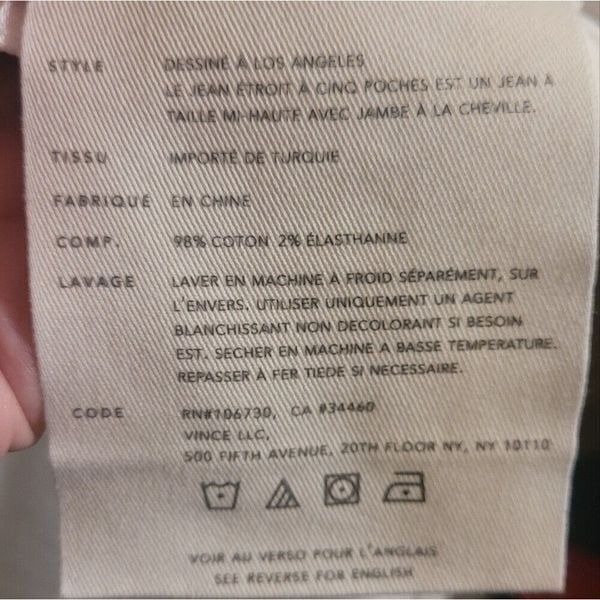 STYLE DESSINÉ À LOS ANGELES
LE JEAN ÉTROIT À CINQ POCHES EST UN JEAN À
TAILLE MI-HAUTE AVEC JAMBE À LA CHEVILLE.
TISSU IMPORTÉ DE TURQUIE
FABRIQUÉ EN CHINE
COMP. 98% COTON 2% ÉLASTHANNE
LAVAGE LAVER EN MACHINE À FROID SÉPARÉMENT, SUR
L'ENVERS. UTILISER UNIQUEMENT UN AGENT
BLANCHISSANT NON DECOLORANT SI BESOIN
EST. SECHER EN MACHINE A BASSE TEMPERATURE.
REPASSER À FER TIEDE SI NECESSAIRE.
CODE RN#106730, CA #34460
VINCE LLC,
500 FIFTH AVENUE, 20TH FLOOR NY, NY 10110
VOIR AU VERSO POUR L'ANGLAIS
SEE REVERSE FOR ENGLISH